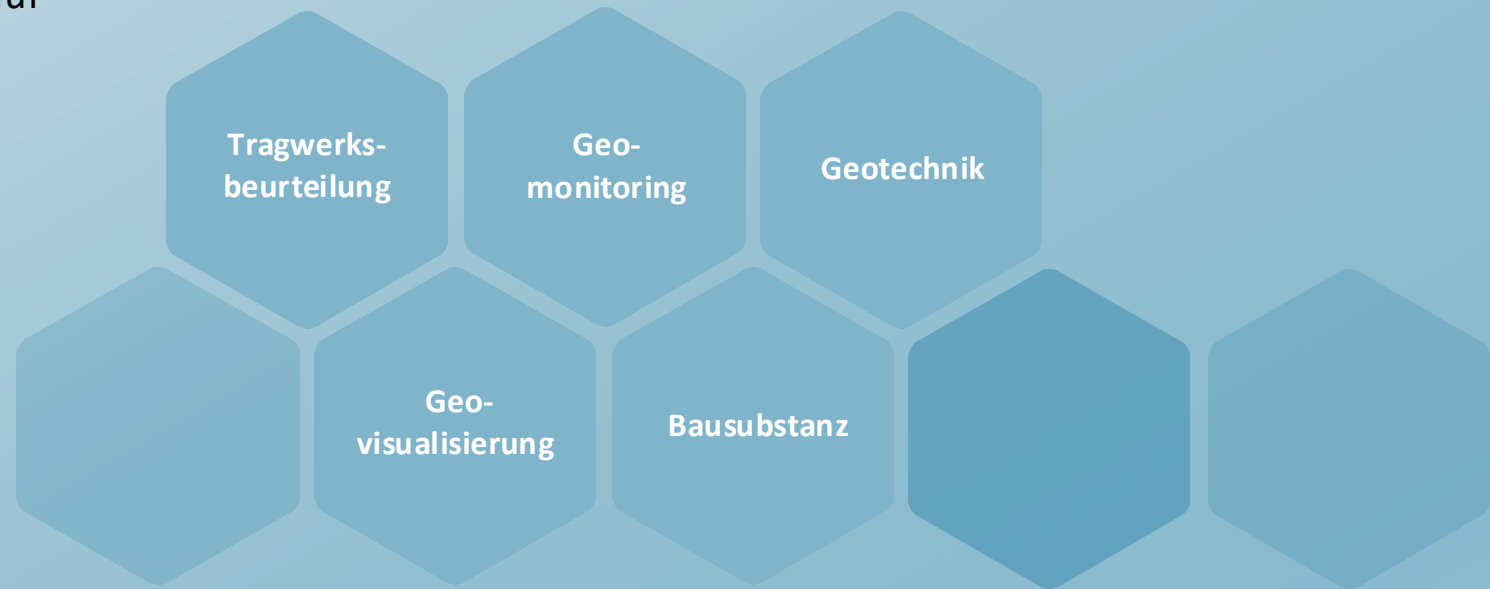 Tragwerks-
beurteilung
Geo-
monitoring
Geotechnik
Geo-
visualisierung
Bausubstanz